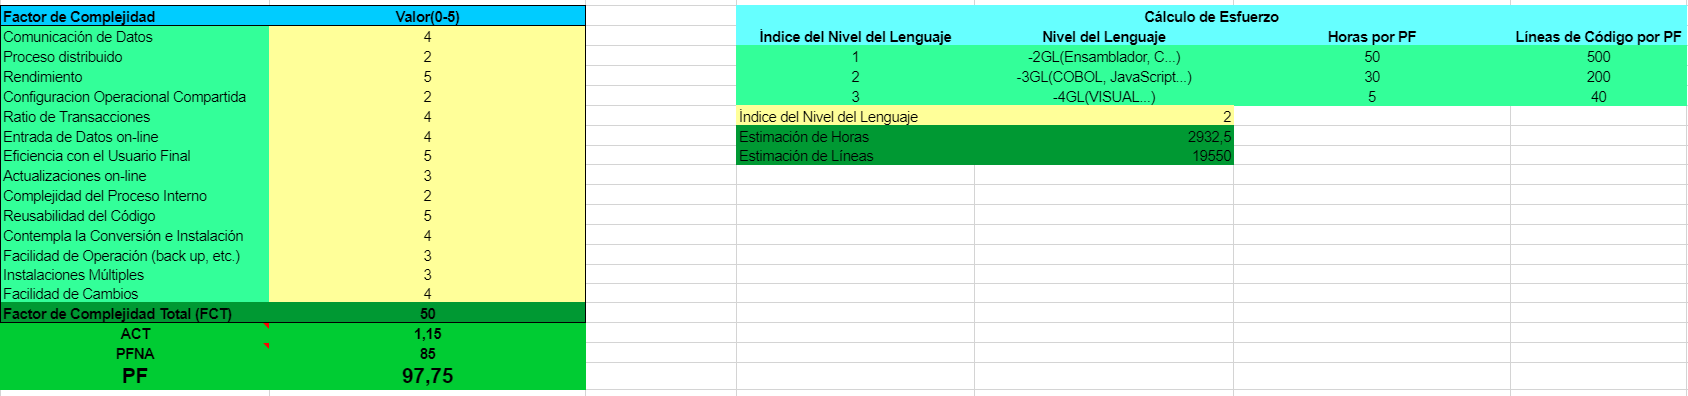 Factor de Complejidad Valor(0-5)
Comunicación de Datos 4
Proceso distribuido 2
Rendimiento 5
Configuracion Operacional Compartida 2
Ratio de Transacciones 4
Entrada de Datos on-line 4
Eficiencia con el Usuario Final 5
Actualizaciones on-line 3
Complejidad del Proceso Interno 2
Reusabilidad del Código 5
Contempla la Conversión e Instalación 4
Facilidad de Operación (back up, etc.) 3
Instalaciones Múltiples 3
Facilidad de Cambios 4
Factor de Complejidad Total (FCT) 50
ACT 1,15
PFNA 85
PF 97,75
Cálculo de Esfuerzo
Índice del Nivel del Lenguaje Nivel del Lenguaje Horas por PF Líneas de Código por PF
1 -2GL(Ensamblador, C...) 50 500
2 -3GL(COBOL, JavaScript...) 30 200
3 -4GL(VISUAL...) 5 40
Índice del Nivel del Lenguaje 2
Estimación de Horas 2932,5
Estimación de Líneas 19550